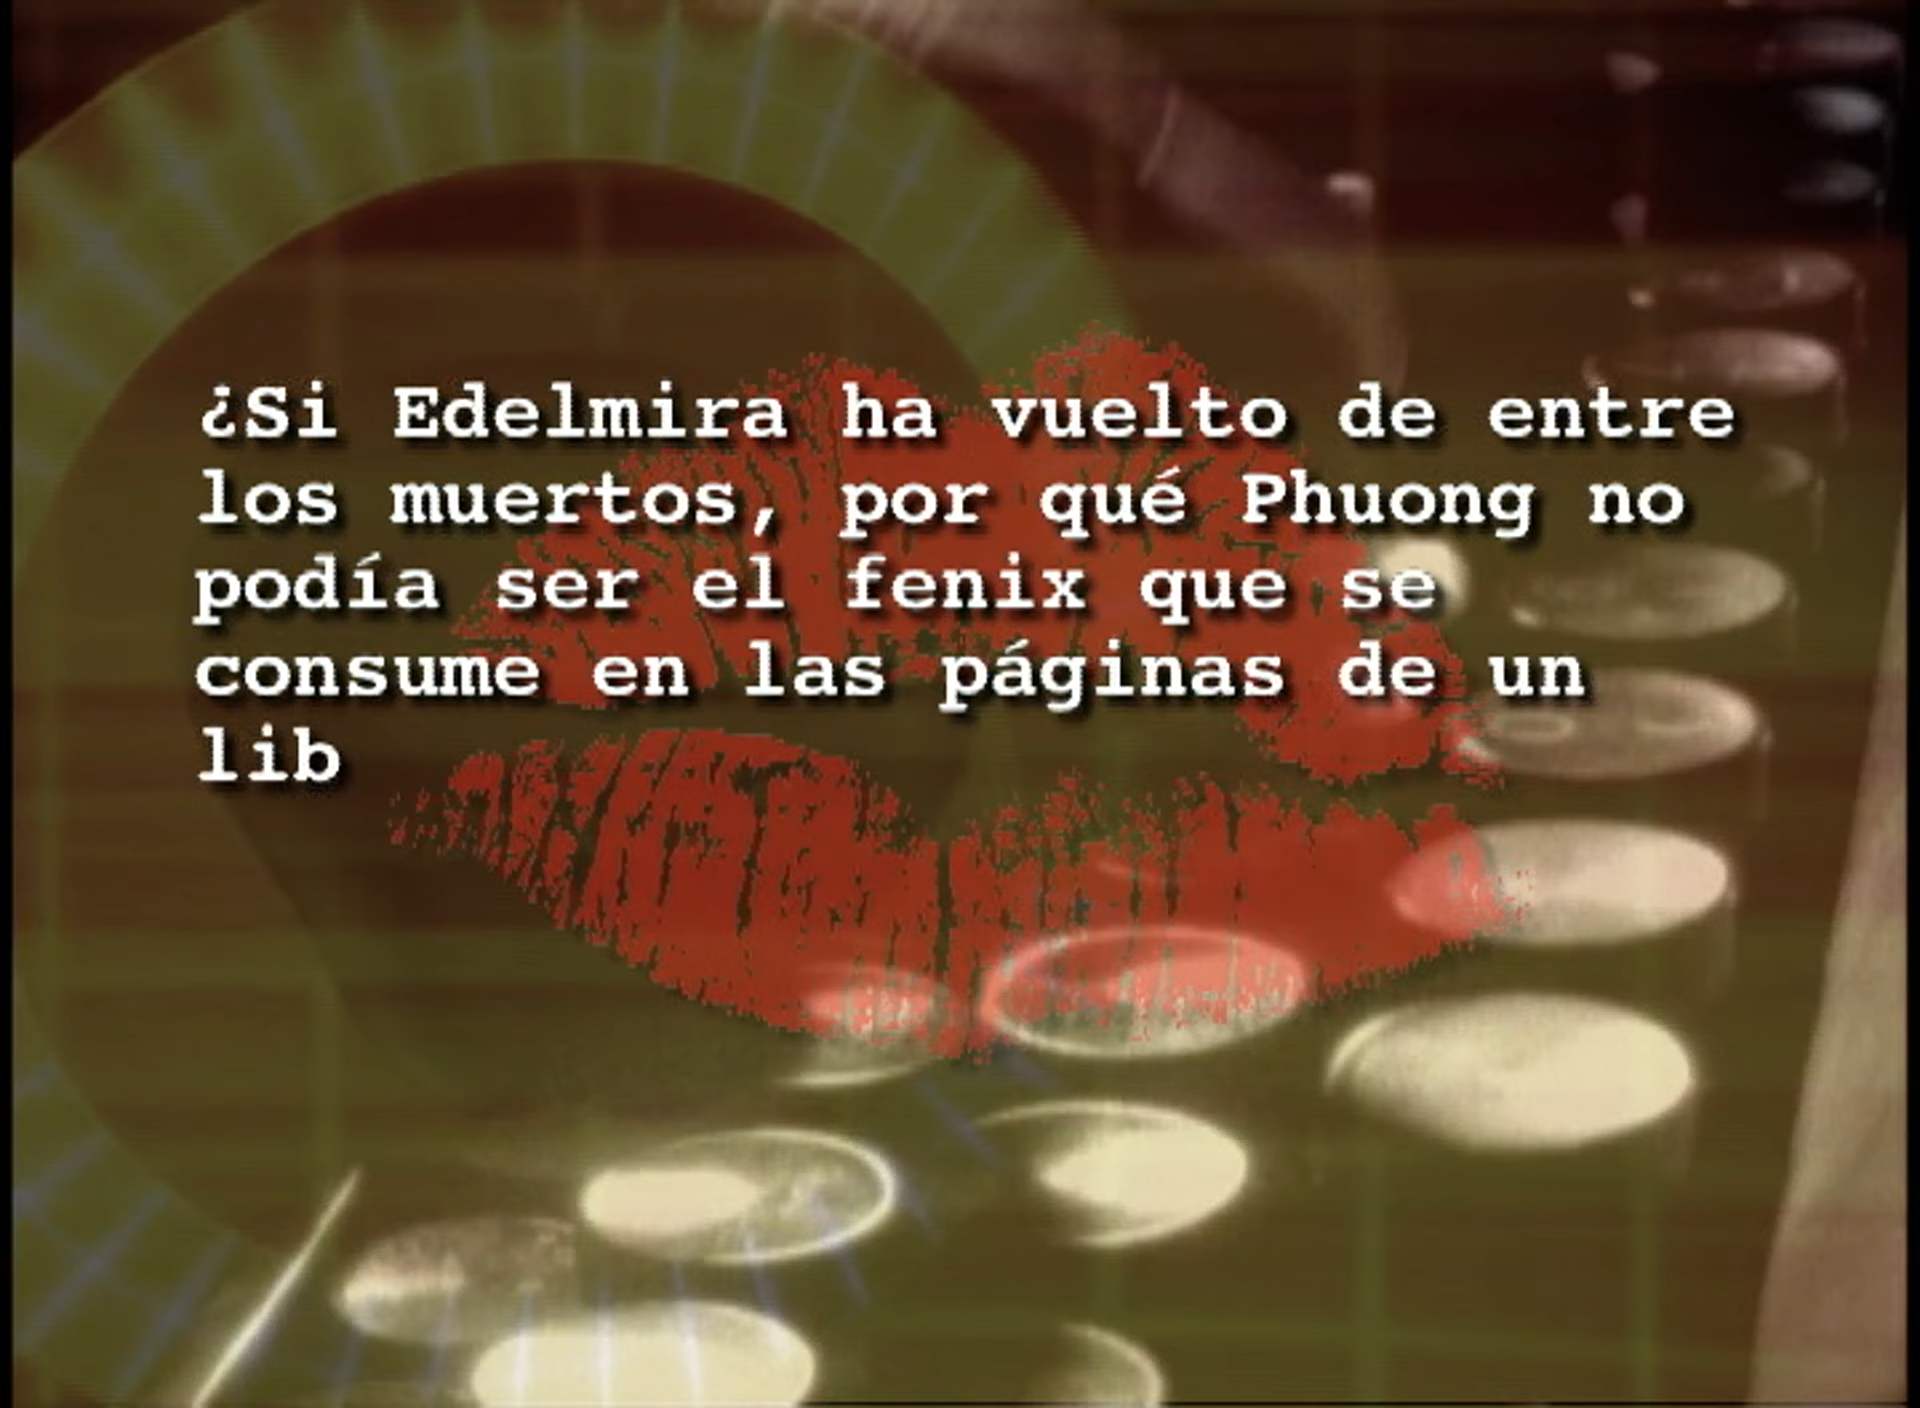 ¿Si Edelmira ha vuelto de entre
los muertos, por qué Phuong no
podía ser el fenix que se
consume en las páginas de un
lib